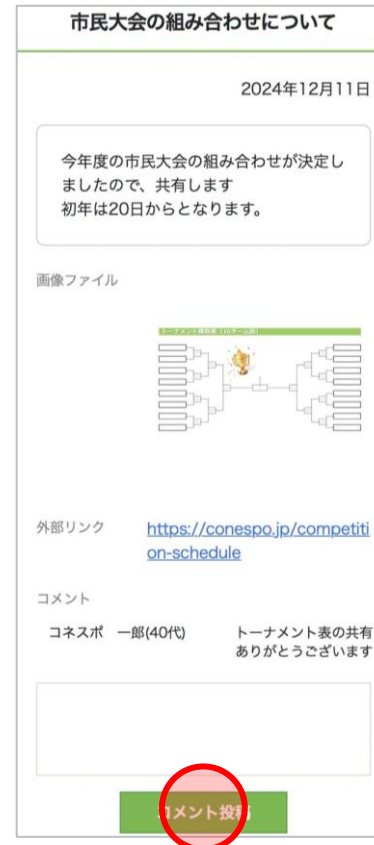 市民大会の組み合わせについて
2024年12月11日
今年度の市民大会の組み合わせが決定し
ましたので、共有します
初年は20日からとなります。
画像ファイル
外部リンク
https://conespo.jp/competiti
on-schedule
コメント
コネスポ 一郎(40代)
トーナメント表の共有
ありがとうございます
コメント投稿